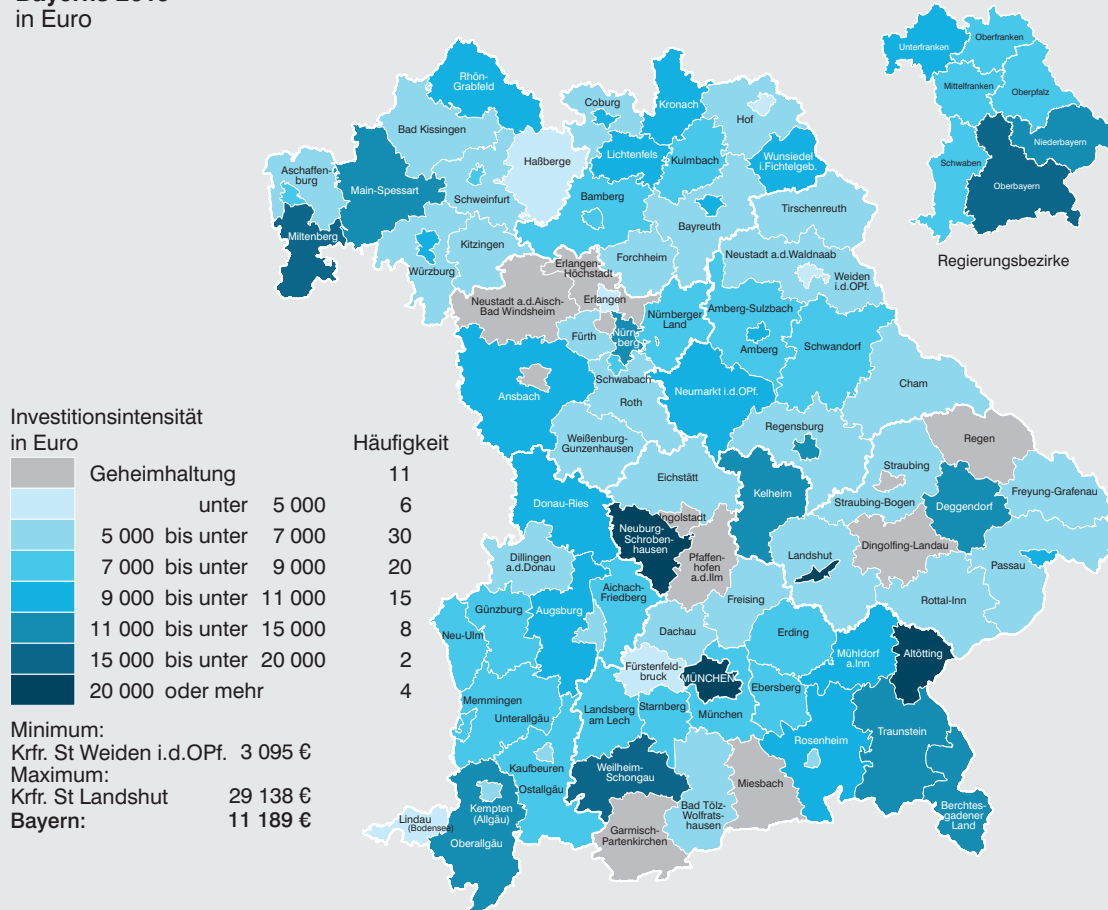 in Euro
Unterfranken
Oberfranken
Mittelfranken
Oberpfalz
Niederbayern
Schwaben
Oberbayern
Regierungsbezirke
Rhön-
Grabfeld
Coburg
Kronach
Hof
Bad Kissingen
Haßberge
Lichtenfels
Kulmbach
Wunsiedel
i.Fichtelgeb.
Aschaffen-
burg
Main-Spessart
Schweinfurt
Bamberg
Tirschenreuth
Bayreuth
Miltenberg
Würzburg
Kitzingen
Forchheim
Neustadt a.d.Waldnaab
Erlangen-
Höchstadt
Weiden
i.d.OPf.
Neustadt a.d.Aisch-
Bad Windsheim
Erlangen
Nürnberger
Land
Amberg-Sulzbach
Fürth
Nürn-
berg
Amberg
Schwandorf
Ansbach
Schwabach
Roth
Neumarkt i.d.OPf.
Cham
Weißenburg-
Gunzenhausen
Regensburg
Regen
Eichstätt
Kelheim
Straubing
Straubing-Bogen
Freyung-Grafenau
Donau-Ries
Ingolstadt
Neuburg-
Schroben-
hausen
Deggendorf
Pfaffen-
hofen
a.d.Ilm
Landshut
Dingolfing-Landau
Passau
Dillingen
a.d.Donau
Aichach-
Friedberg
Freising
Rottal-Inn
Günzburg
Augsburg
Neu-Ulm
Dachau
Erding
Mühldorf
a.Inn
Altötting
Fürstenfeld-
bruck
MÜNCHEN
Ebersberg
Memmingen
Unterallgäu
Landsberg
am Lech
Starnberg
München
Traunstein
Rosenheim
Kaufbeuren
Ostallgäu
Weilheim-
Schongau
Miesbach
Kempten
(Allgäu)
Bad Tölz-
Wolfrats-
hausen
Berchtes-
gadener
Land
Lindau
(Bodensee)
Oberallgäu
Garmisch-
Partenkirchen
Investitionsintensität
in Euro Häufigkeit
Geheimhaltung 11
unter 5 000 6
5 000 bis unter 7 000 30
7 000 bis unter 9 000 20
9 000 bis unter 11 000 15
11 000 bis unter 15 000 8
15 000 bis unter 20 000 2
20 000 oder mehr 4
Minimum:
Krfr. St Weiden i.d.OPf. 3 095 €
Maximum:
Krfr. St Landshut 29 138 €
Bayern: 11 189 €